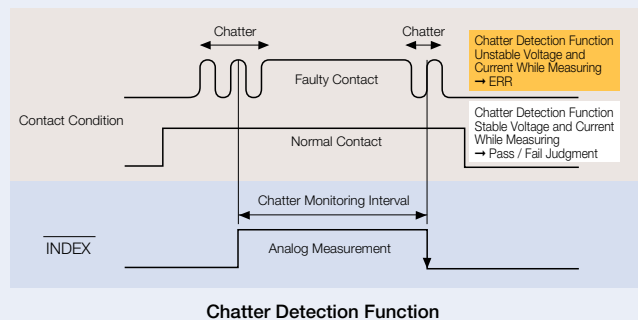 Chatter
Chatter
Chatter Detection Function
Unstable Voltage and
Current While Measuring
→ ERR
Faulty Contact
Contact Condition
Chatter Detection Function
Stable Voltage and Current
While Measuring
→ Pass / Fail Judgment
Normal Contact
Chatter Monitoring Interval
INDEX
Analog Measurement
Chatter Detection Function